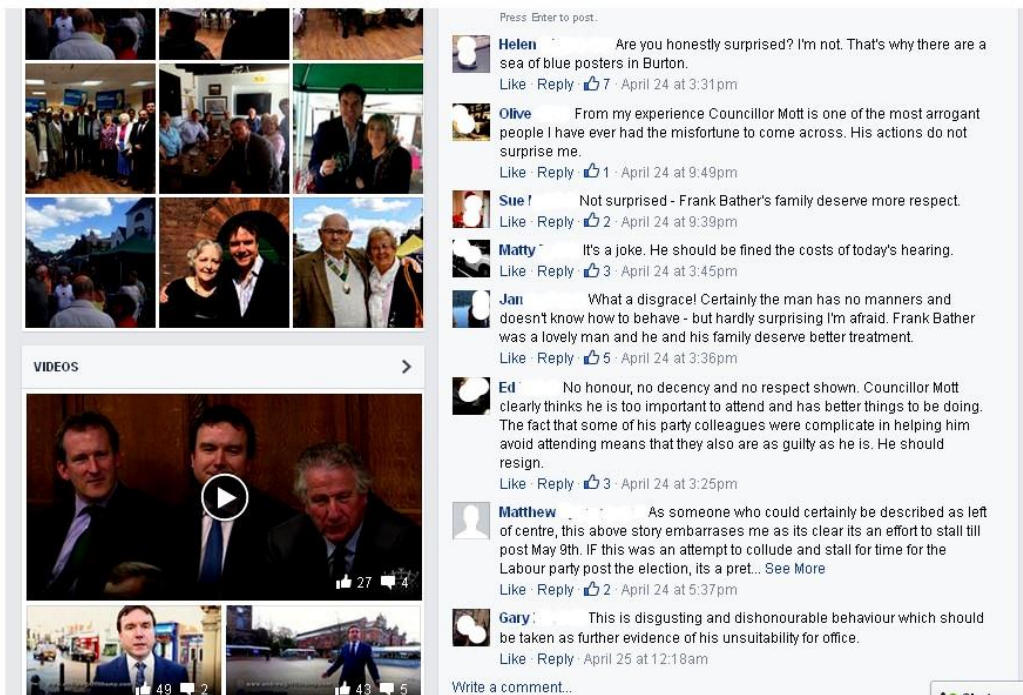 Press Enter to post.
Helen Are you honestly surprised? I'm not. That's why there are a
sea of blue posters in Burton.
Like · Reply · 7 · April 24 at 3:31pm
Olive From my experience Councillor Mott is one of the most arrogant
people I have ever had the misfortune to come across. His actions do not
surprise me.
Like · Reply · 1 · April 24 at 9:49pm
Sue Not surprised - Frank Bather's family deserve more respect.
Like · Reply · 2 · April 24 at 9:39pm
Matty It's a joke. He should be fined the costs of today's hearing.
Like · Reply · 3 · April 24 at 3:45pm
Jan What a disgrace! Certainly the man has no manners and
doesn't know how to behave - but hardly surprising I'm afraid. Frank Bather
was a lovely man and he and his family deserve better treatment.
Like · Reply · 5 · April 24 at 3:36pm
Ed No honour, no decency and no respect shown. Councillor Mott
clearly thinks he is too important to attend and has better things to be doing.
The fact that some of his party colleagues were complicate in helping him
avoid attending means that they also are as guilty as he is. He should
resign.
Like · Reply · 3 · April 24 at 3:25pm
Matthew As someone who could certainly be described as left
of centre, this above story embarrases me as its clear its an effort to stall till
post May 9th. IF this was an attempt to collude and stall for time for the
Labour party post the election, its a pret... See More
Like · Reply · 2 · April 24 at 5:37pm
Gary This is disgusting and dishonourable behaviour which should
be taken as further evidence of his unsuitability for office.
Like · Reply · April 25 at 12:18am
Write a comment...
VIDEOS
27 4
49 2
43 5